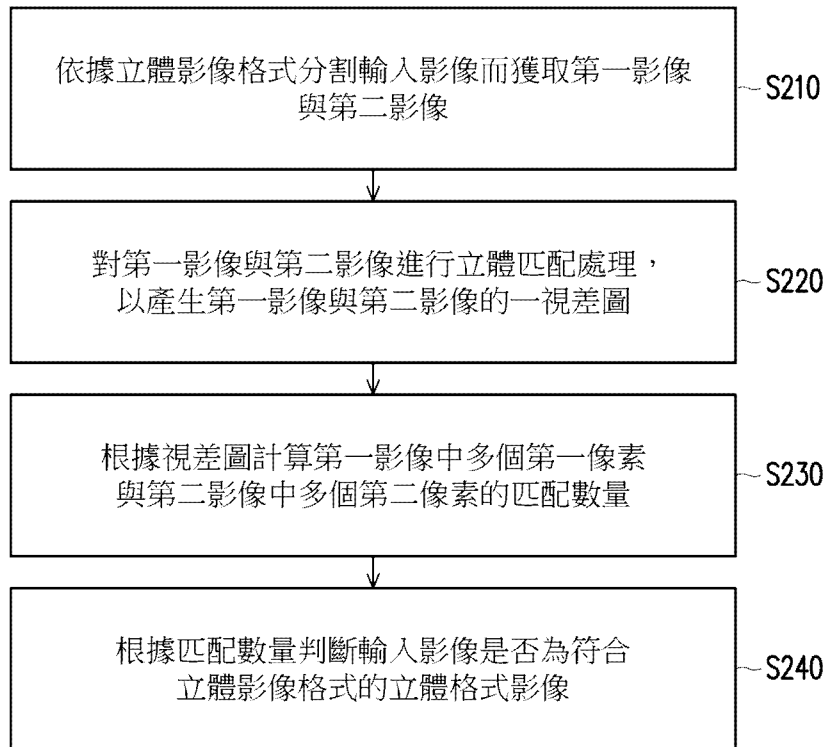 依據立體影像格式分割輸入影像而獲取第一影像
與第二影像
S210
對第一影像與第二影像進行立體匹配處理，
以產生第一影像與第二影像的一視差圖
S220
根據視差圖計算第一影像中多個第一像素
與第二影像中多個第二像素的匹配數量
S230
根據匹配數量判斷輸入影像是否為符合
立體影像格式的立體格式影像
S240